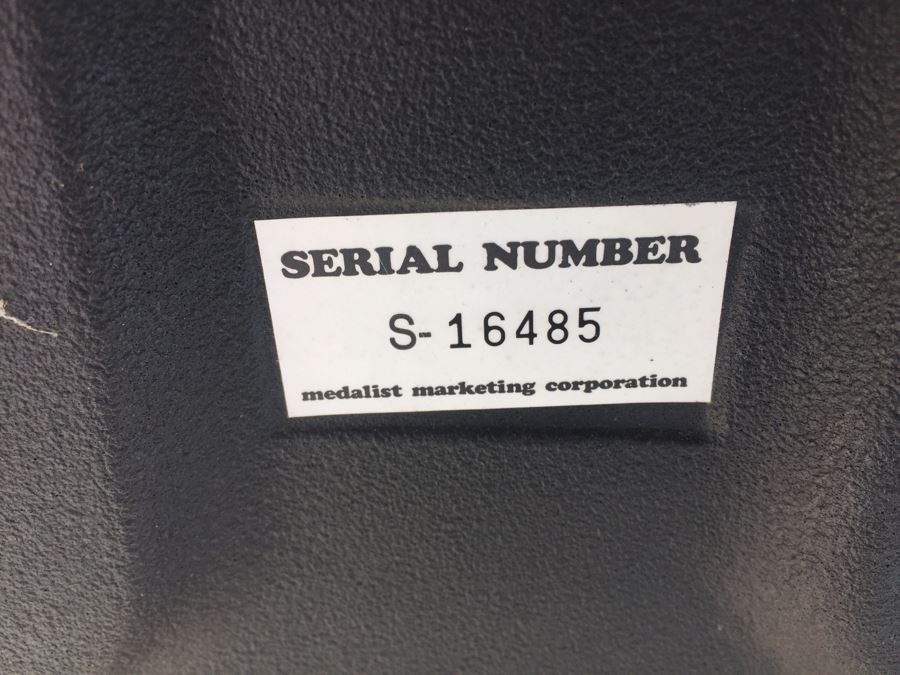 SERIAL NUMBER
S-16485
medalist marketing corporation